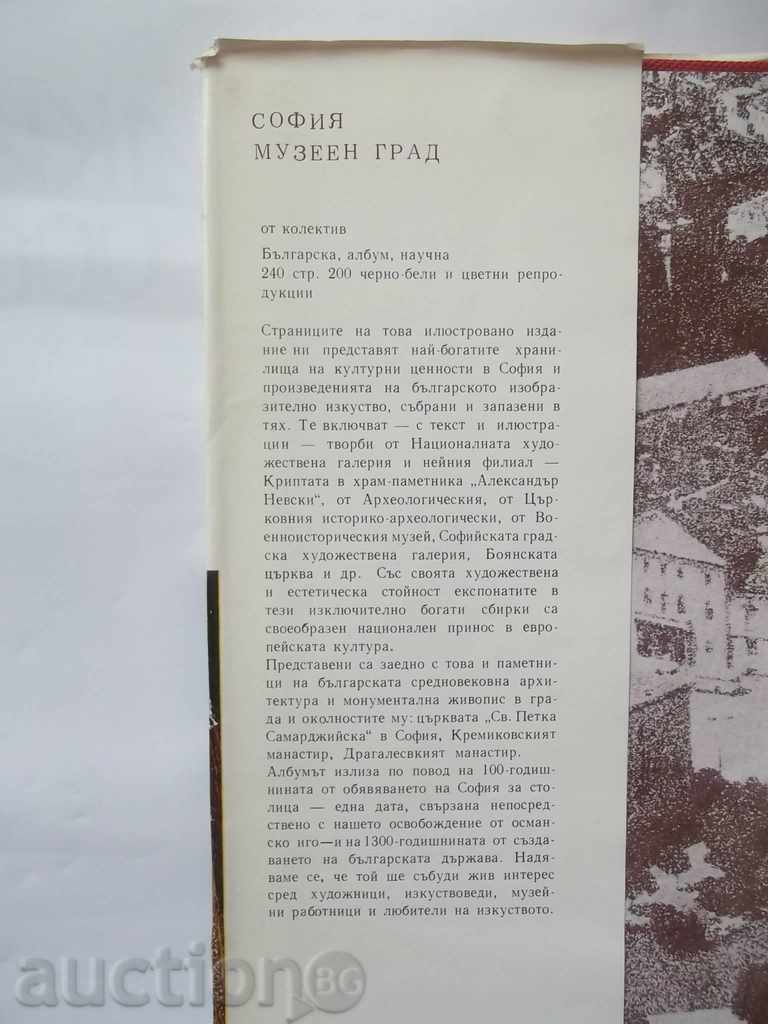 СОФИЯ
МУЗЕЕН ГРАД
от колектив
Българска, албум, научна
240 стр. 200 черно-бели и цветни репро-
дукции
Страниците на това илюстровано изда-
ние ни представят най-богатите храни-
лища на културни ценности в София и
произведенията на българското изобра-
зително изкуство, събрани и запазени в
тях. Те включват — с текст и илюстра-
ции — творби от Националната худо-
жествена галерия и нейния филиал —
Криптата в храм-паметника „Александър
Невски“, от Археологическия, от Цър-
ковния историко-археологически, от Во-
енноисторическия музей, Софийската град-
ска художествена галерия, Боянската
църква и др. Със своята художествена
и естетическа стойност експонатите в
тези изключително богати сбирки са
своеобразен национален принос в евро-
пейската култура.
Представени са заедно с това и паметни-
ци на българската средновековна архи-
тектура и монументална живопис в гра-
да и околностите му: църквата „Св. Петка
Самарджийска“ в София, Кремиковският
манастир, Драгалесвкият манастир.
Албумът излиза по повод на 100-годиш-
нината от обявяването на София за сто-
лица — една дата, свързана непосред-
ствено с нашето освобождение от осман-
ско иго—и на 1300-годишнината от създа-
ването на българската държава. Надя-
ваме се, че той ше събуди жив интерес
сред художници, изкуствоведи, музей-
ни работници и любители на изкуството.
auction BG